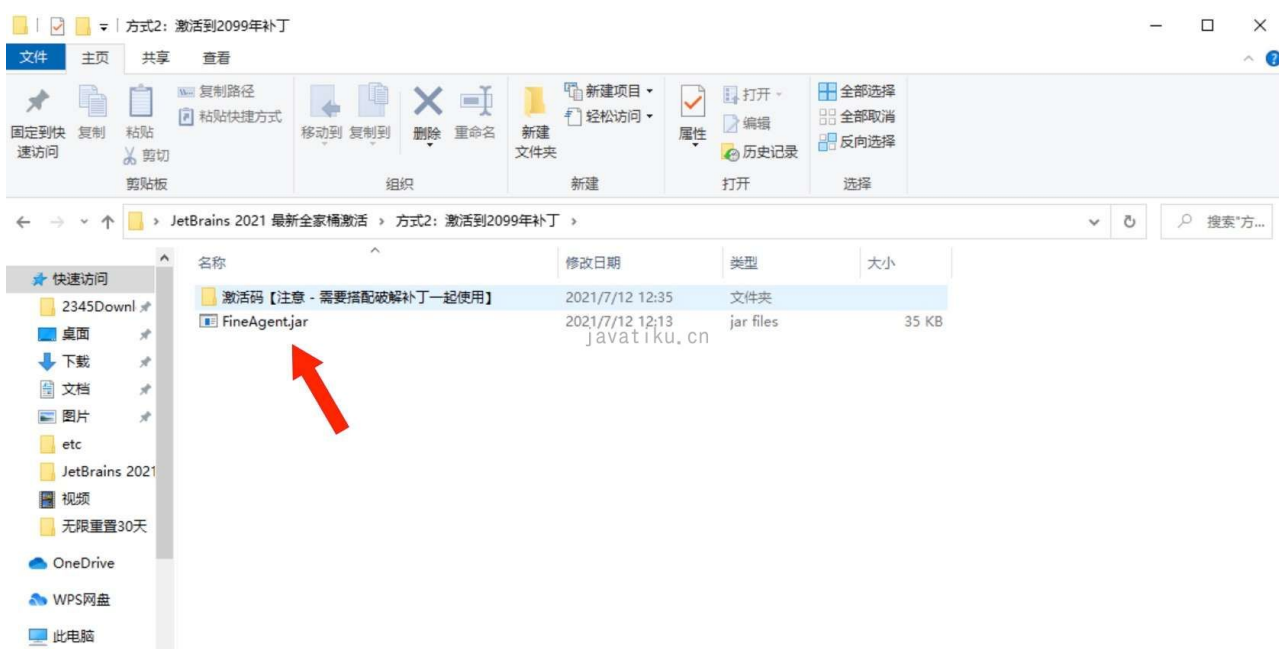 方式2：激活到2099年补丁
文件 主页 共享 查看
固定到快速访问
复制
粘贴
复制路径
粘贴快捷方式
剪切
移动到 复制到 删除 重命名
新建文件夹
新建项目
轻松访问
属性
打开
编辑
历史记录
全部选择
全部取消
反向选择
剪贴板 组织 新建 打开 选择
JetBrains 2021 最新全家桶激活 › 方式2：激活到2099年补丁 ›
搜索"方...
名称 修改日期 类型 大小
激活码【注意 - 需要搭配破解补丁一起使用】 2021/7/12 12:35 文件夹
FineAgent.jar 2021/7/12 12:13 jar files 35 KB
javatiku.cn
快速访问
2345Downl
桌面
下载
文档
图片
etc
JetBrains 2021
视频
无限重置30天
OneDrive
WPS网盘
此电脑